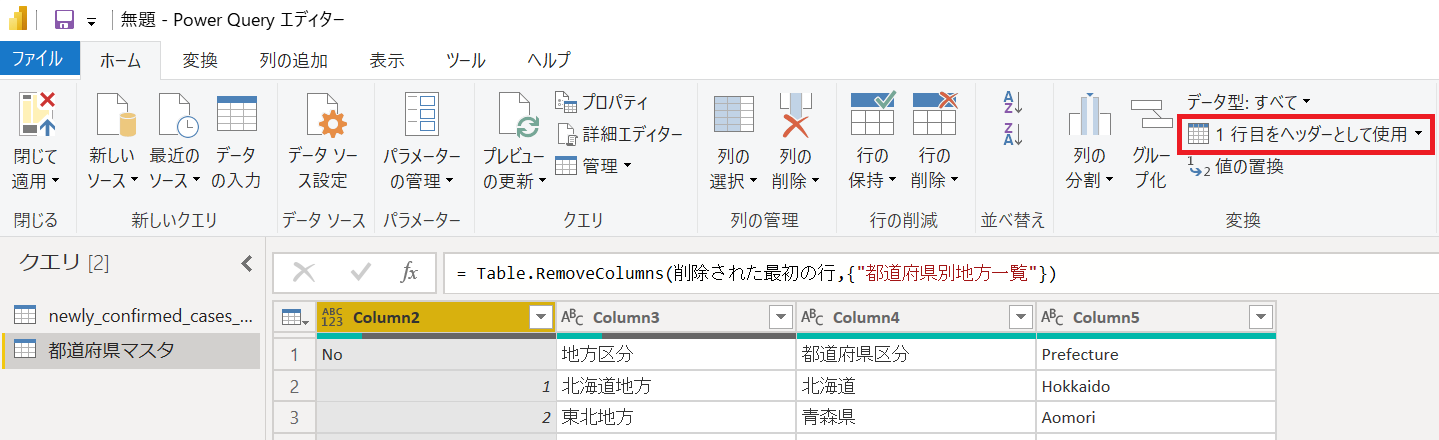 無題 - Power Query エディター
ファイル ホーム 変換 列の追加 表示 ツール ヘルプ
閉じて適用
新しいソース
最近のソース
データの入力
データ ソース設定
パラメーターの管理
プレビューの更新
プロパティ
詳細エディター
管理
列の選択
列の削除
行の保持
行の削除
A Z
Z A
列の分割
グループ化
データ型: すべて
1 行目をヘッダーとして使用
1 2 値の置換
閉じる 新しいクエリ データ ソース パラメーター クエリ 列の管理 行の削減 並べ替え 変換
クエリ [2]
newly_confirmed_cases_...
都道府県マスタ
fx = Table.RemoveColumns(削除された最初の行,{"都道府県別地方一覧"})
ABC 123 Column2 ABC Column3 ABC Column4 ABC Column5
1 No 地方区分 都道府県区分 Prefecture
2 1 北海道地方 北海道 Hokkaido
3 2 東北地方 青森県 Aomori